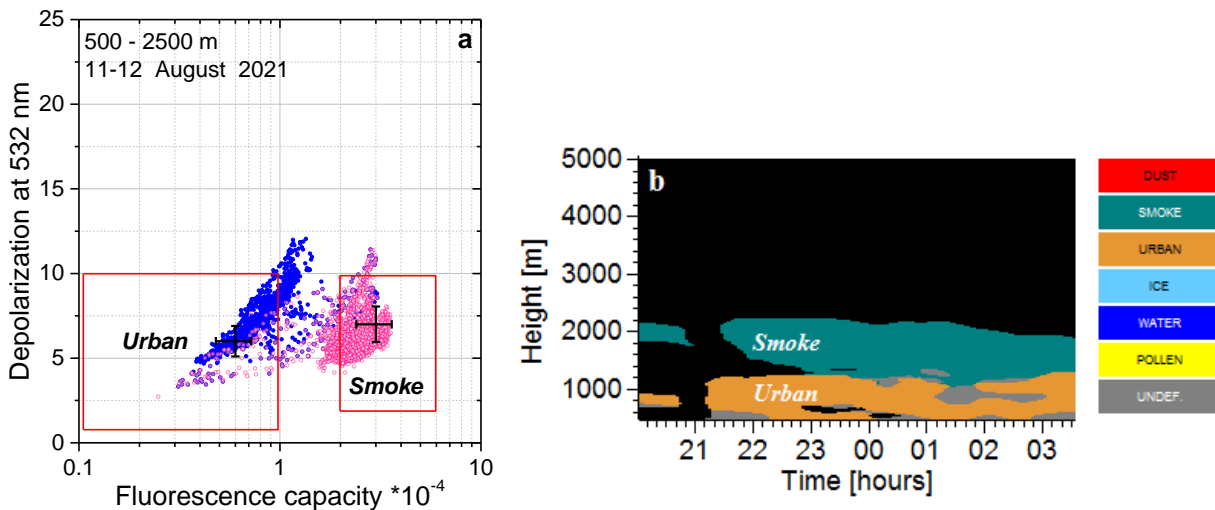 500 - 2500 m
a
11-12 August 2021
25
20
15
10
5
0
Depolarization at 532 nm
Urban
Smoke
0.1
1
10
Fluorescence capacity *10-4
b
5000
4000
3000
2000
1000
Height [m]
Smoke
Urban
21 22 23 00 01 02 03
Time [hours]
DUST
SMOKE
URBAN
ICE
WATER
POLLEN
UNDEF.